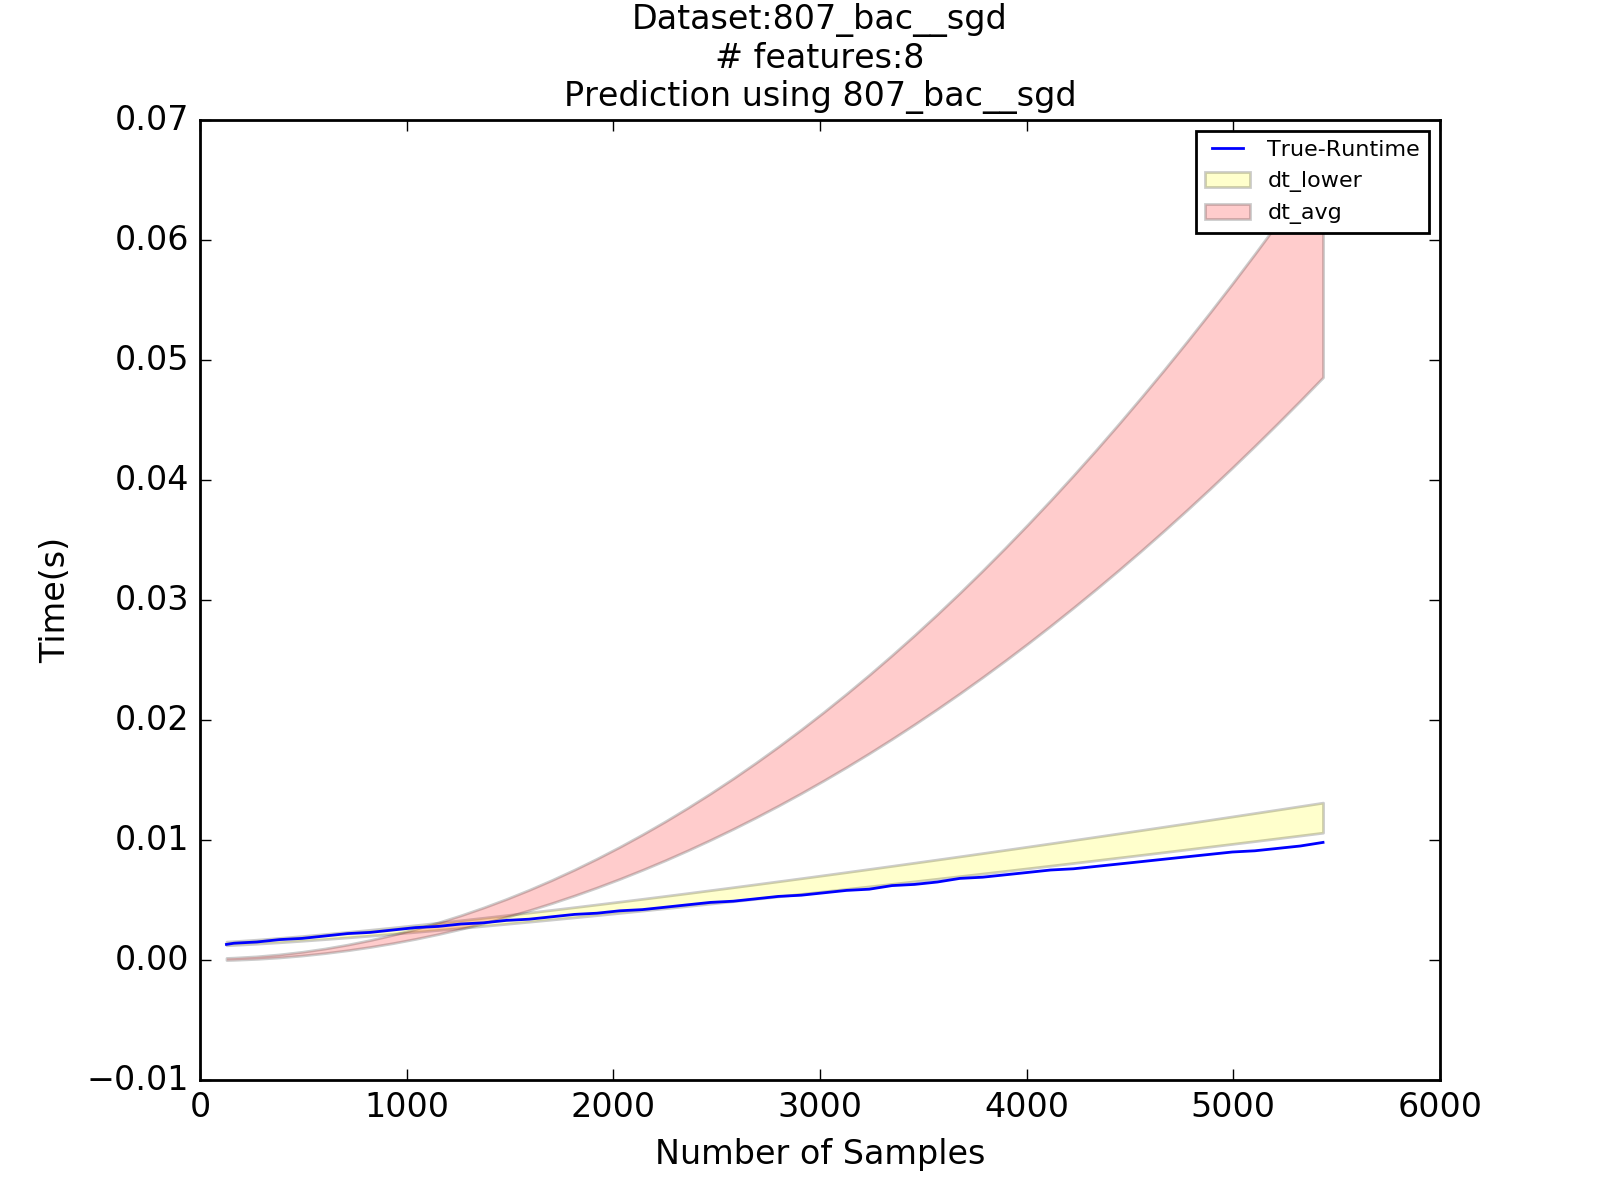 Dataset:807_bac__sgd
# features:8
Prediction using 807_bac__sgd
0.07
0.06
0.05
0.04
0.03
0.02
0.01
0.00
−0.01
Time(s)
True-Runtime
dt_lower
dt_avg
0 1000 2000 3000 4000 5000 6000
Number of Samples